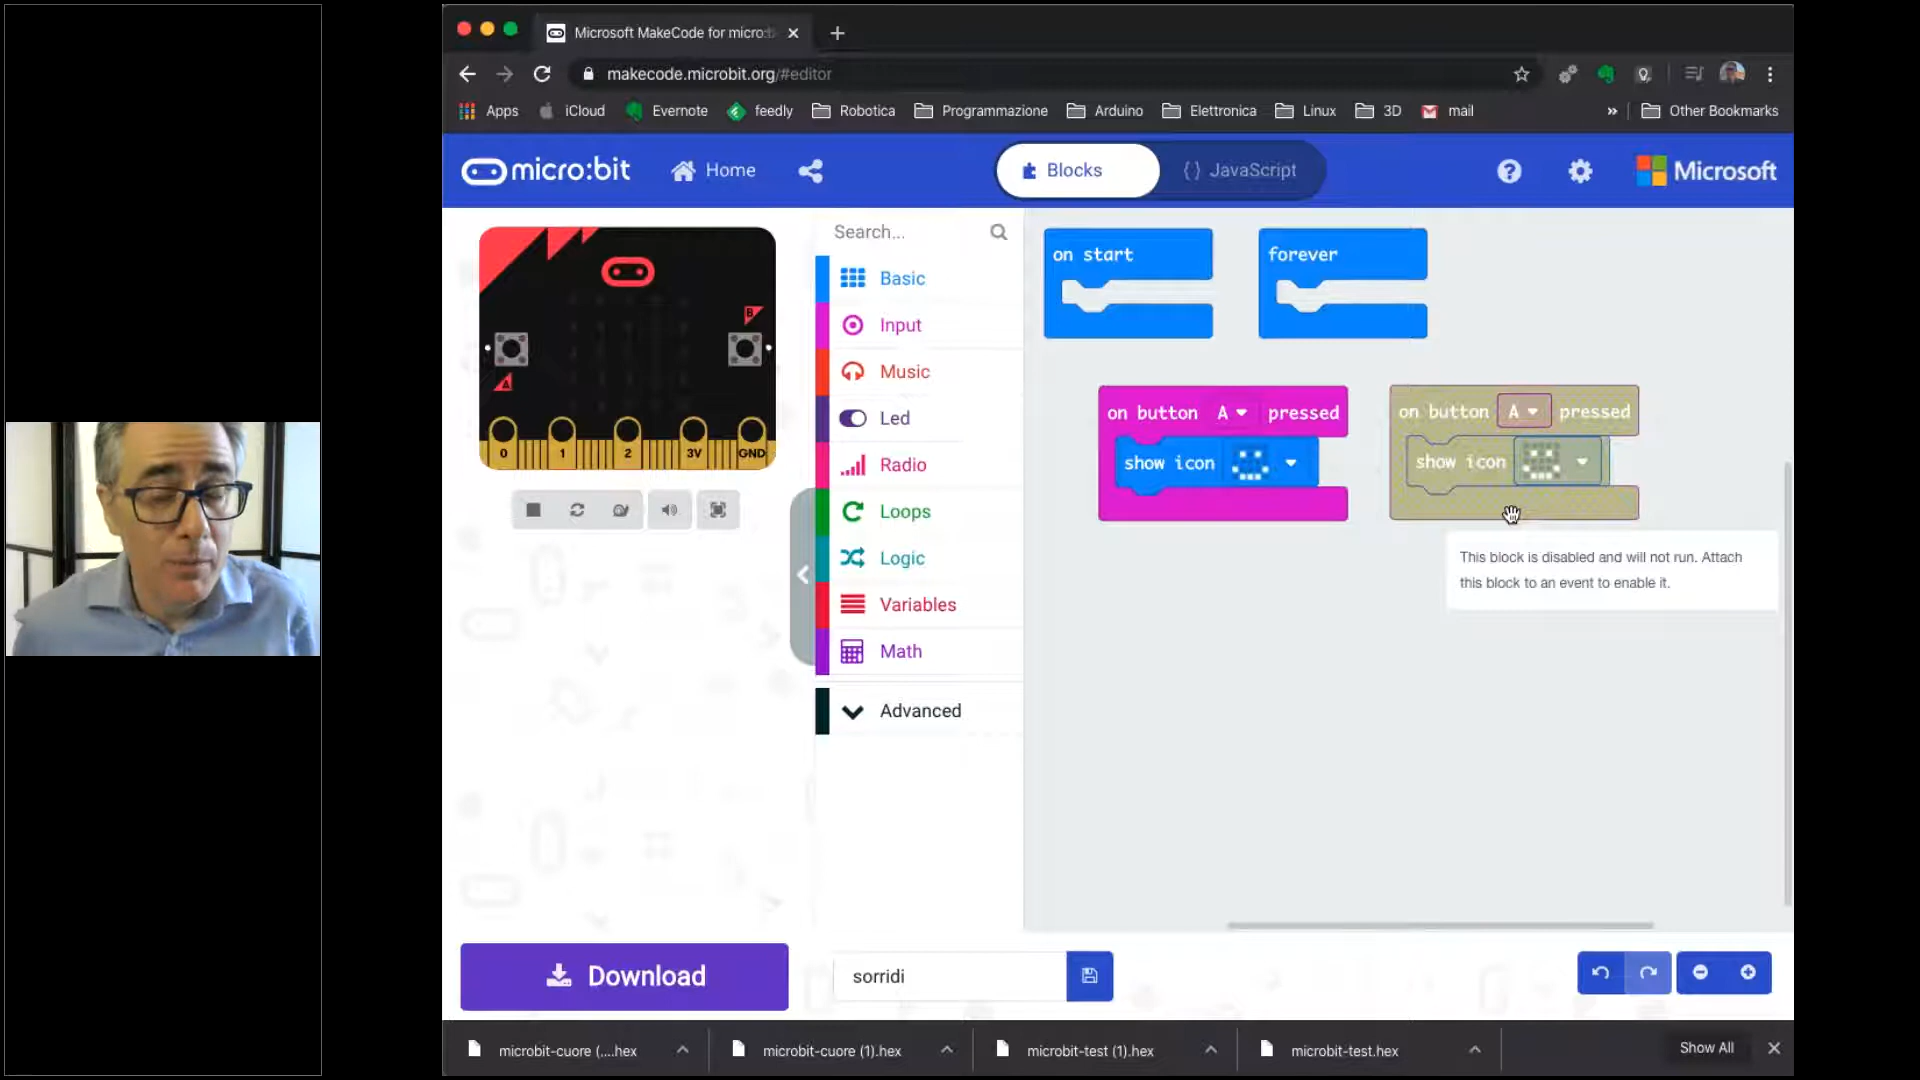 Microsoft MakeCode for micro:b
makecode.microbit.org/#editor
Apps
iCloud
Evernote
feedly
Robotica
Programmazione
Arduino
Elettronica
Linux
3D
mail
»
Other Bookmarks
micro:bit
Home
Blocks
{} JavaScript
Microsoft
B
A
0
1
2
3V
GND
Search...
Basic
Input
Music
Led
Radio
Loops
Logic
Variables
Math
Advanced
on start
forever
on button A pressed
show icon
on button A pressed
show icon
This block is disabled and will not run. Attach
this block to an event to enable it.
Download
sorridi
microbit-cuore (....hex
microbit-cuore (1).hex
microbit-test (1).hex
microbit-test.hex
Show All